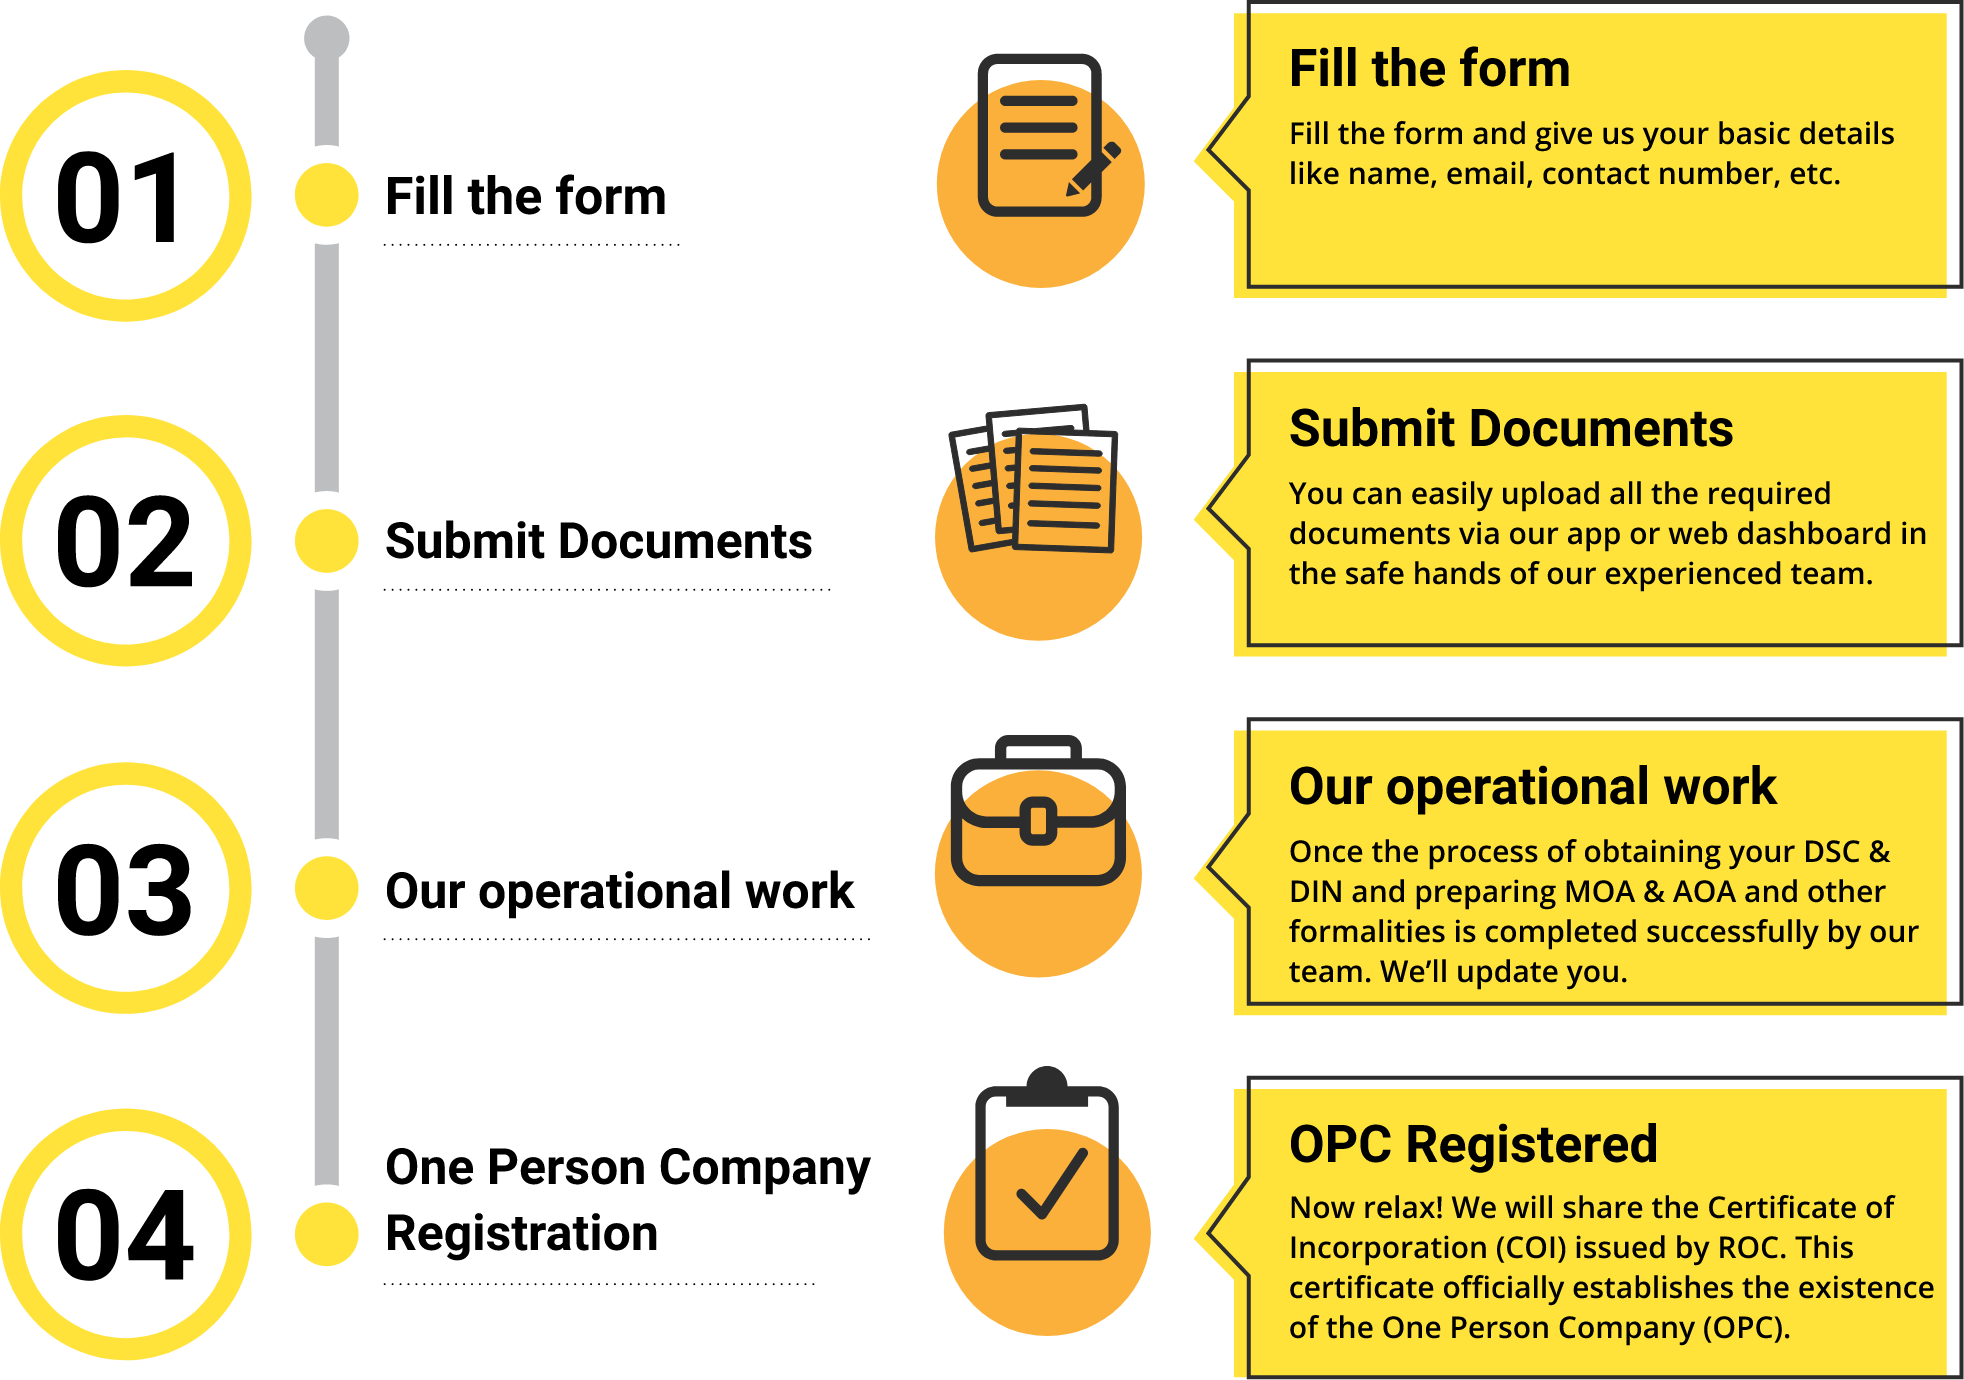 01
Fill the form
Fill the form
Fill the form and give us your basic details
like name, email, contact number, etc.
02
Submit Documents
Submit Documents
You can easily upload all the required
documents via our app or web dashboard in
the safe hands of our experienced team.
03
Our operational work
Our operational work
Once the process of obtaining your DSC &
DIN and preparing MOA & AOA and other
formalities is completed successfully by our
team. We’ll update you.
04
One Person Company
Registration
OPC Registered
Now relax! We will share the Certificate of
Incorporation (COI) issued by ROC. This
certificate officially establishes the existence
of the One Person Company (OPC).